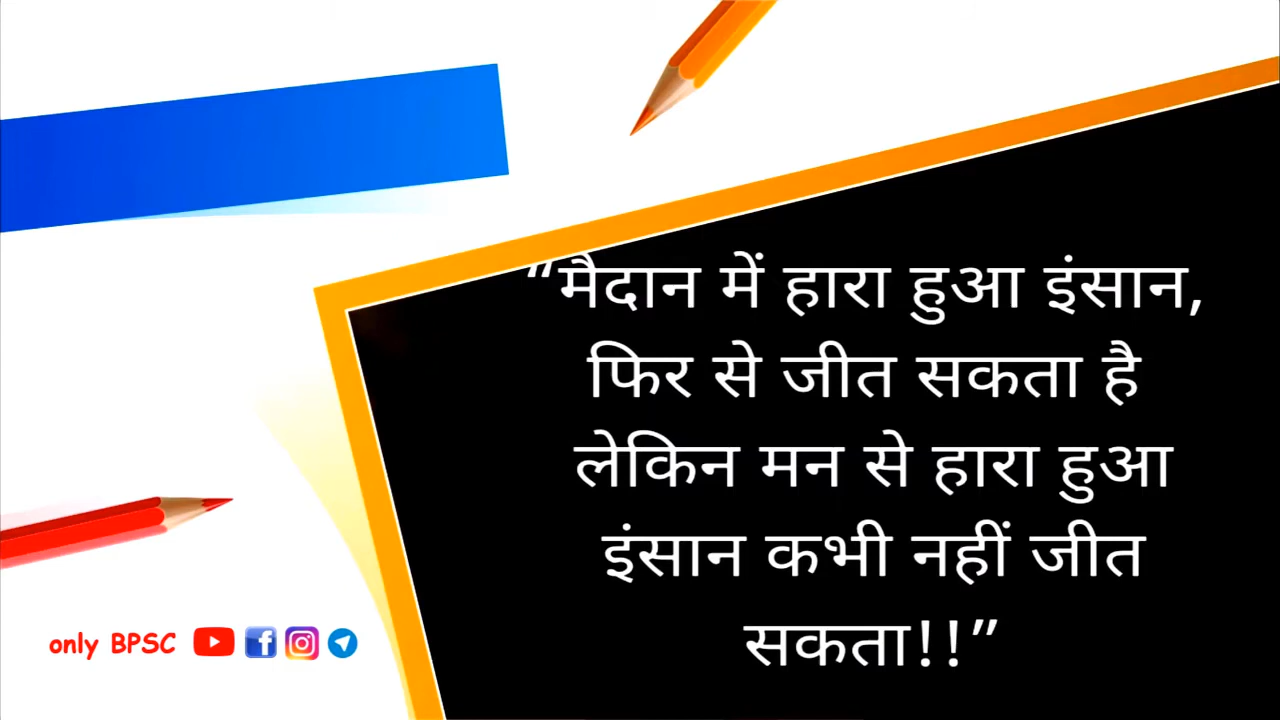 “मैदान में हारा हुआ इंसान,
फिर से जीत सकता है
लेकिन मन से हारा हुआ
इंसान कभी नहीं जीत
सकता!!”
only BPSC